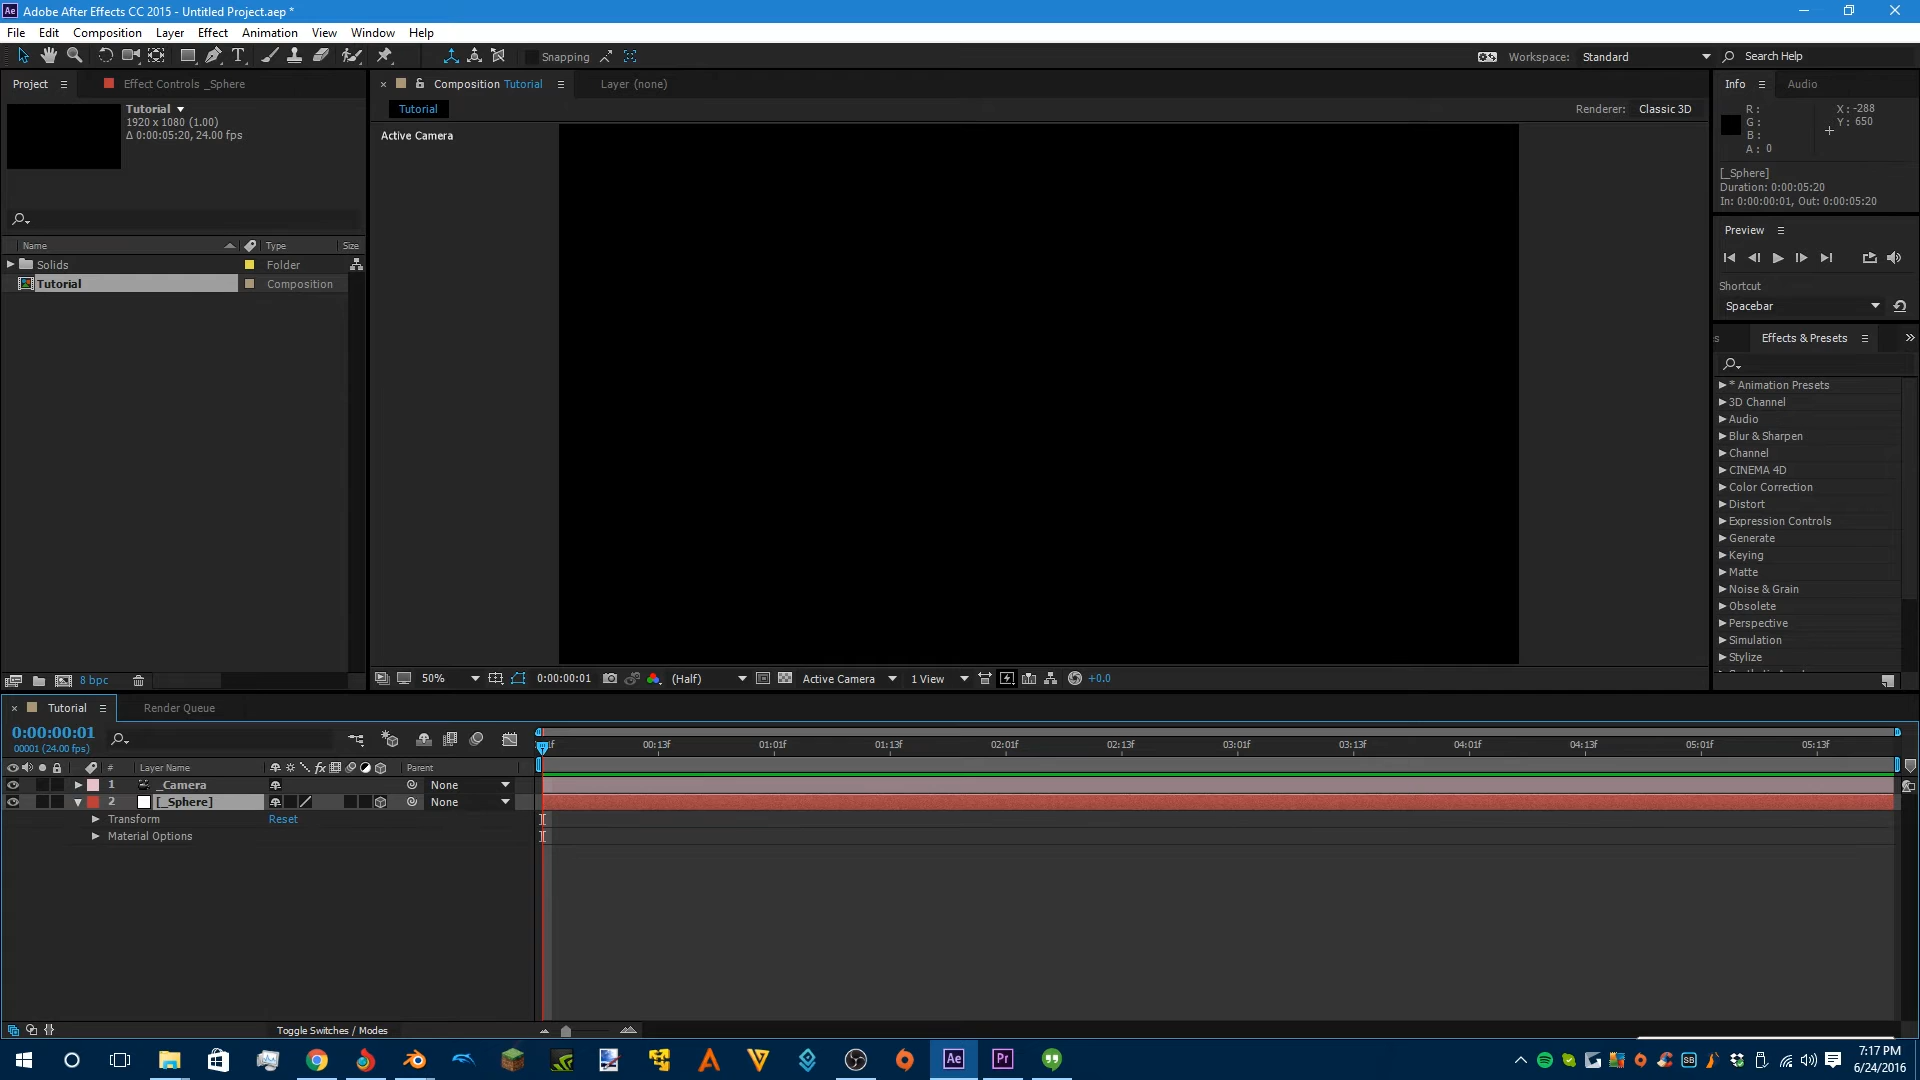 Adobe After Effects CC 2015 - Untitled Project.aep *
File Edit Composition Layer Effect Animation View Window Help
Snapping
Workspace: Standard
Search Help
Project
Effect Controls _Sphere
Tutorial
1920 x 1080 (1.00)
Δ 0:00:05:20, 24.00 fps
Name Type Size
Solids Folder
Tutorial Composition
8 bpc
Composition Tutorial
Layer (none)
Tutorial
Renderer: Classic 3D
Active Camera
50%
0:00:00:01
(Half)
Active Camera
1 View
+0.0
Info Audio
R :
G :
B :
A : 0
X : -288
Y : 650
[_Sphere]
Duration: 0:00:05:20
In: 0:00:00:01, Out: 0:00:05:20
Preview
Shortcut
Spacebar
Effects & Presets
* Animation Presets
3D Channel
Audio
Blur & Sharpen
Channel
CINEMA 4D
Color Correction
Distort
Expression Controls
Generate
Keying
Matte
Noise & Grain
Obsolete
Perspective
Simulation
Stylize
Tutorial
Render Queue
0:00:00:01
00001 (24.00 fps)
00:13f 01:01f 01:13f 02:01f 02:13f 03:01f 03:13f 04:01f 04:13f 05:01f 05:13f
# Layer Name fx Parent
1 _Camera None
2 [_Sphere] None
Transform Reset
Material Options
Toggle Switches / Modes
Ae
Pr
7:17 PM
6/24/2016